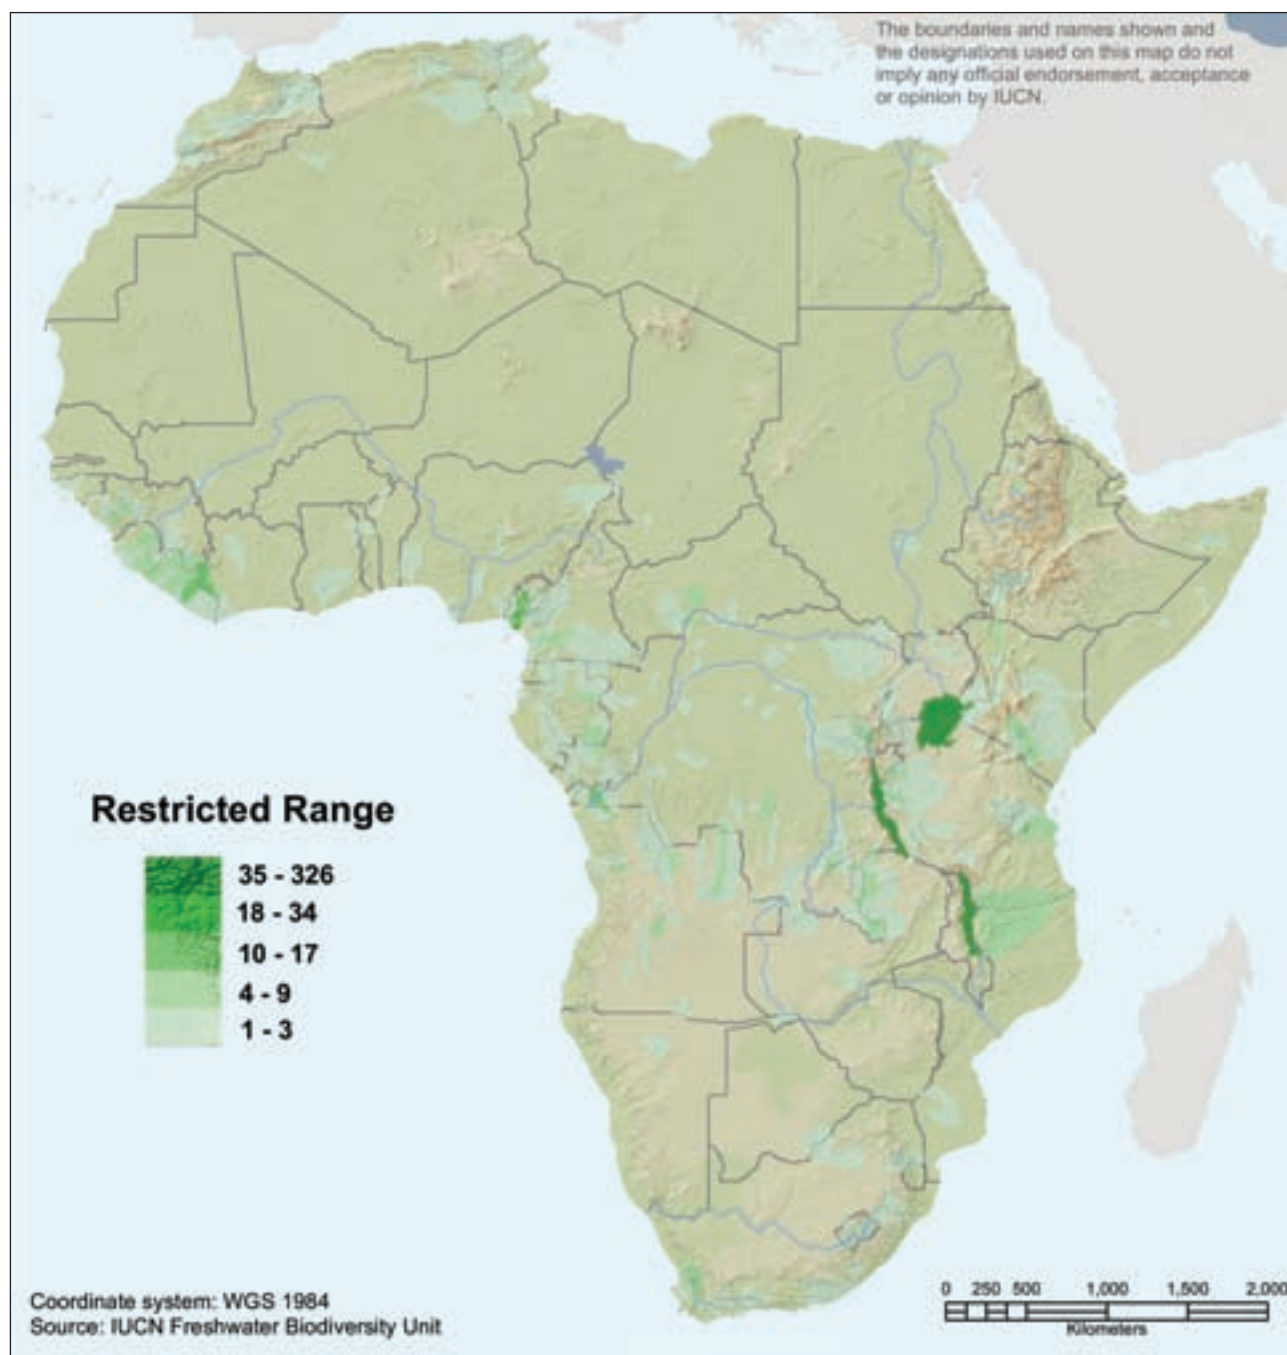 The boundaries and names shown and
the designations used on this map do not
imply any official endorsement, acceptance
or opinion by IUCN.
Restricted Range
35 - 326
18 - 34
10 - 17
4 - 9
1 - 3
Coordinate system: WGS 1984
Source: IUCN Freshwater Biodiversity Unit
0 250 500 1,000 1,500 2,000
Kilometers